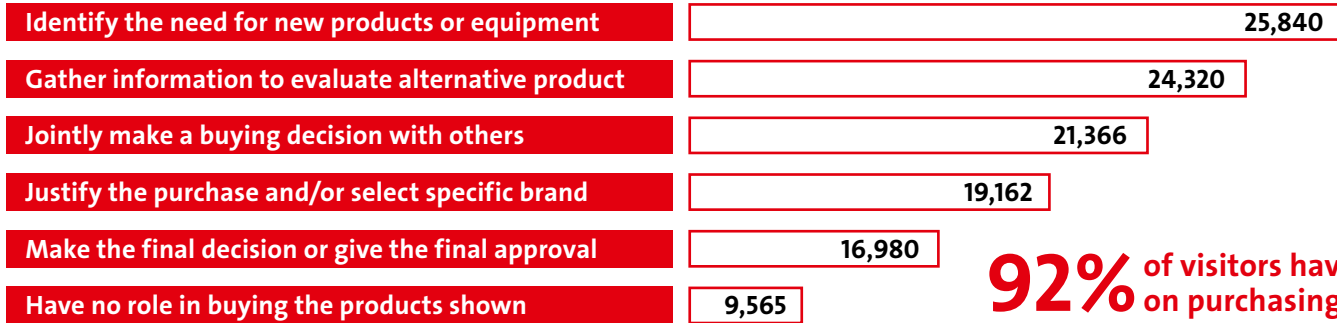 Identify the need for new products or equipment 25,840
Gather information to evaluate alternative product 24,320
Jointly make a buying decision with others 21,366
Justify the purchase and/or select specific brand 19,162
Make the final decision or give the final approval 16,980
Have no role in buying the products shown 9,565
92% of visitors hav
on purchasing